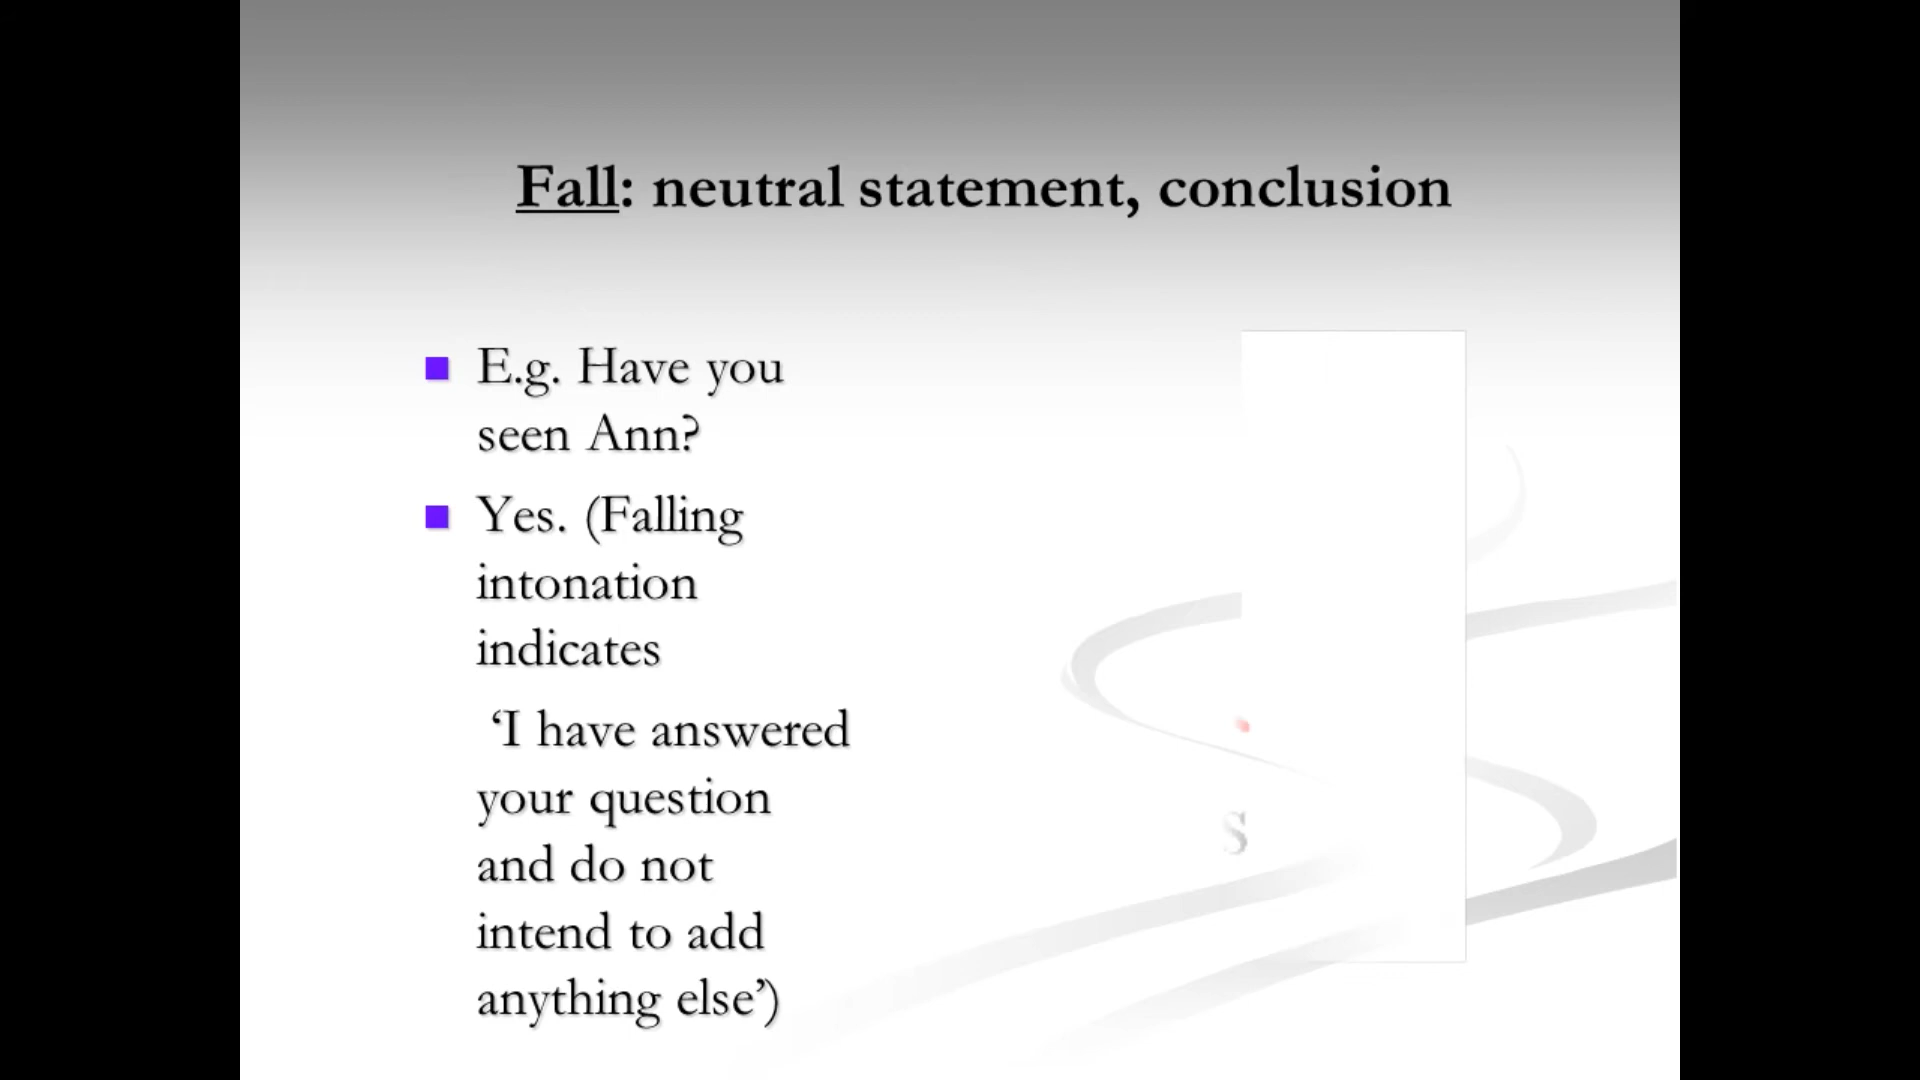 Fall: neutral statement, conclusion
E.g. Have you
seen Ann?
Yes. (Falling
intonation
indicates
‘I have answered
your question
and do not
intend to add
anything else’)
s